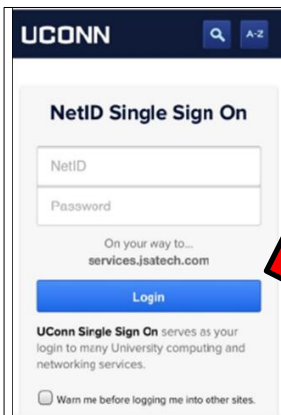 UCONN
A-Z
NetID Single Sign On
NetID
Password
On your way to...
services.jsatech.com
Login
UConn Single Sign On serves as your
login to many University computing and
networking services.
Warn me before logging me into other sites.